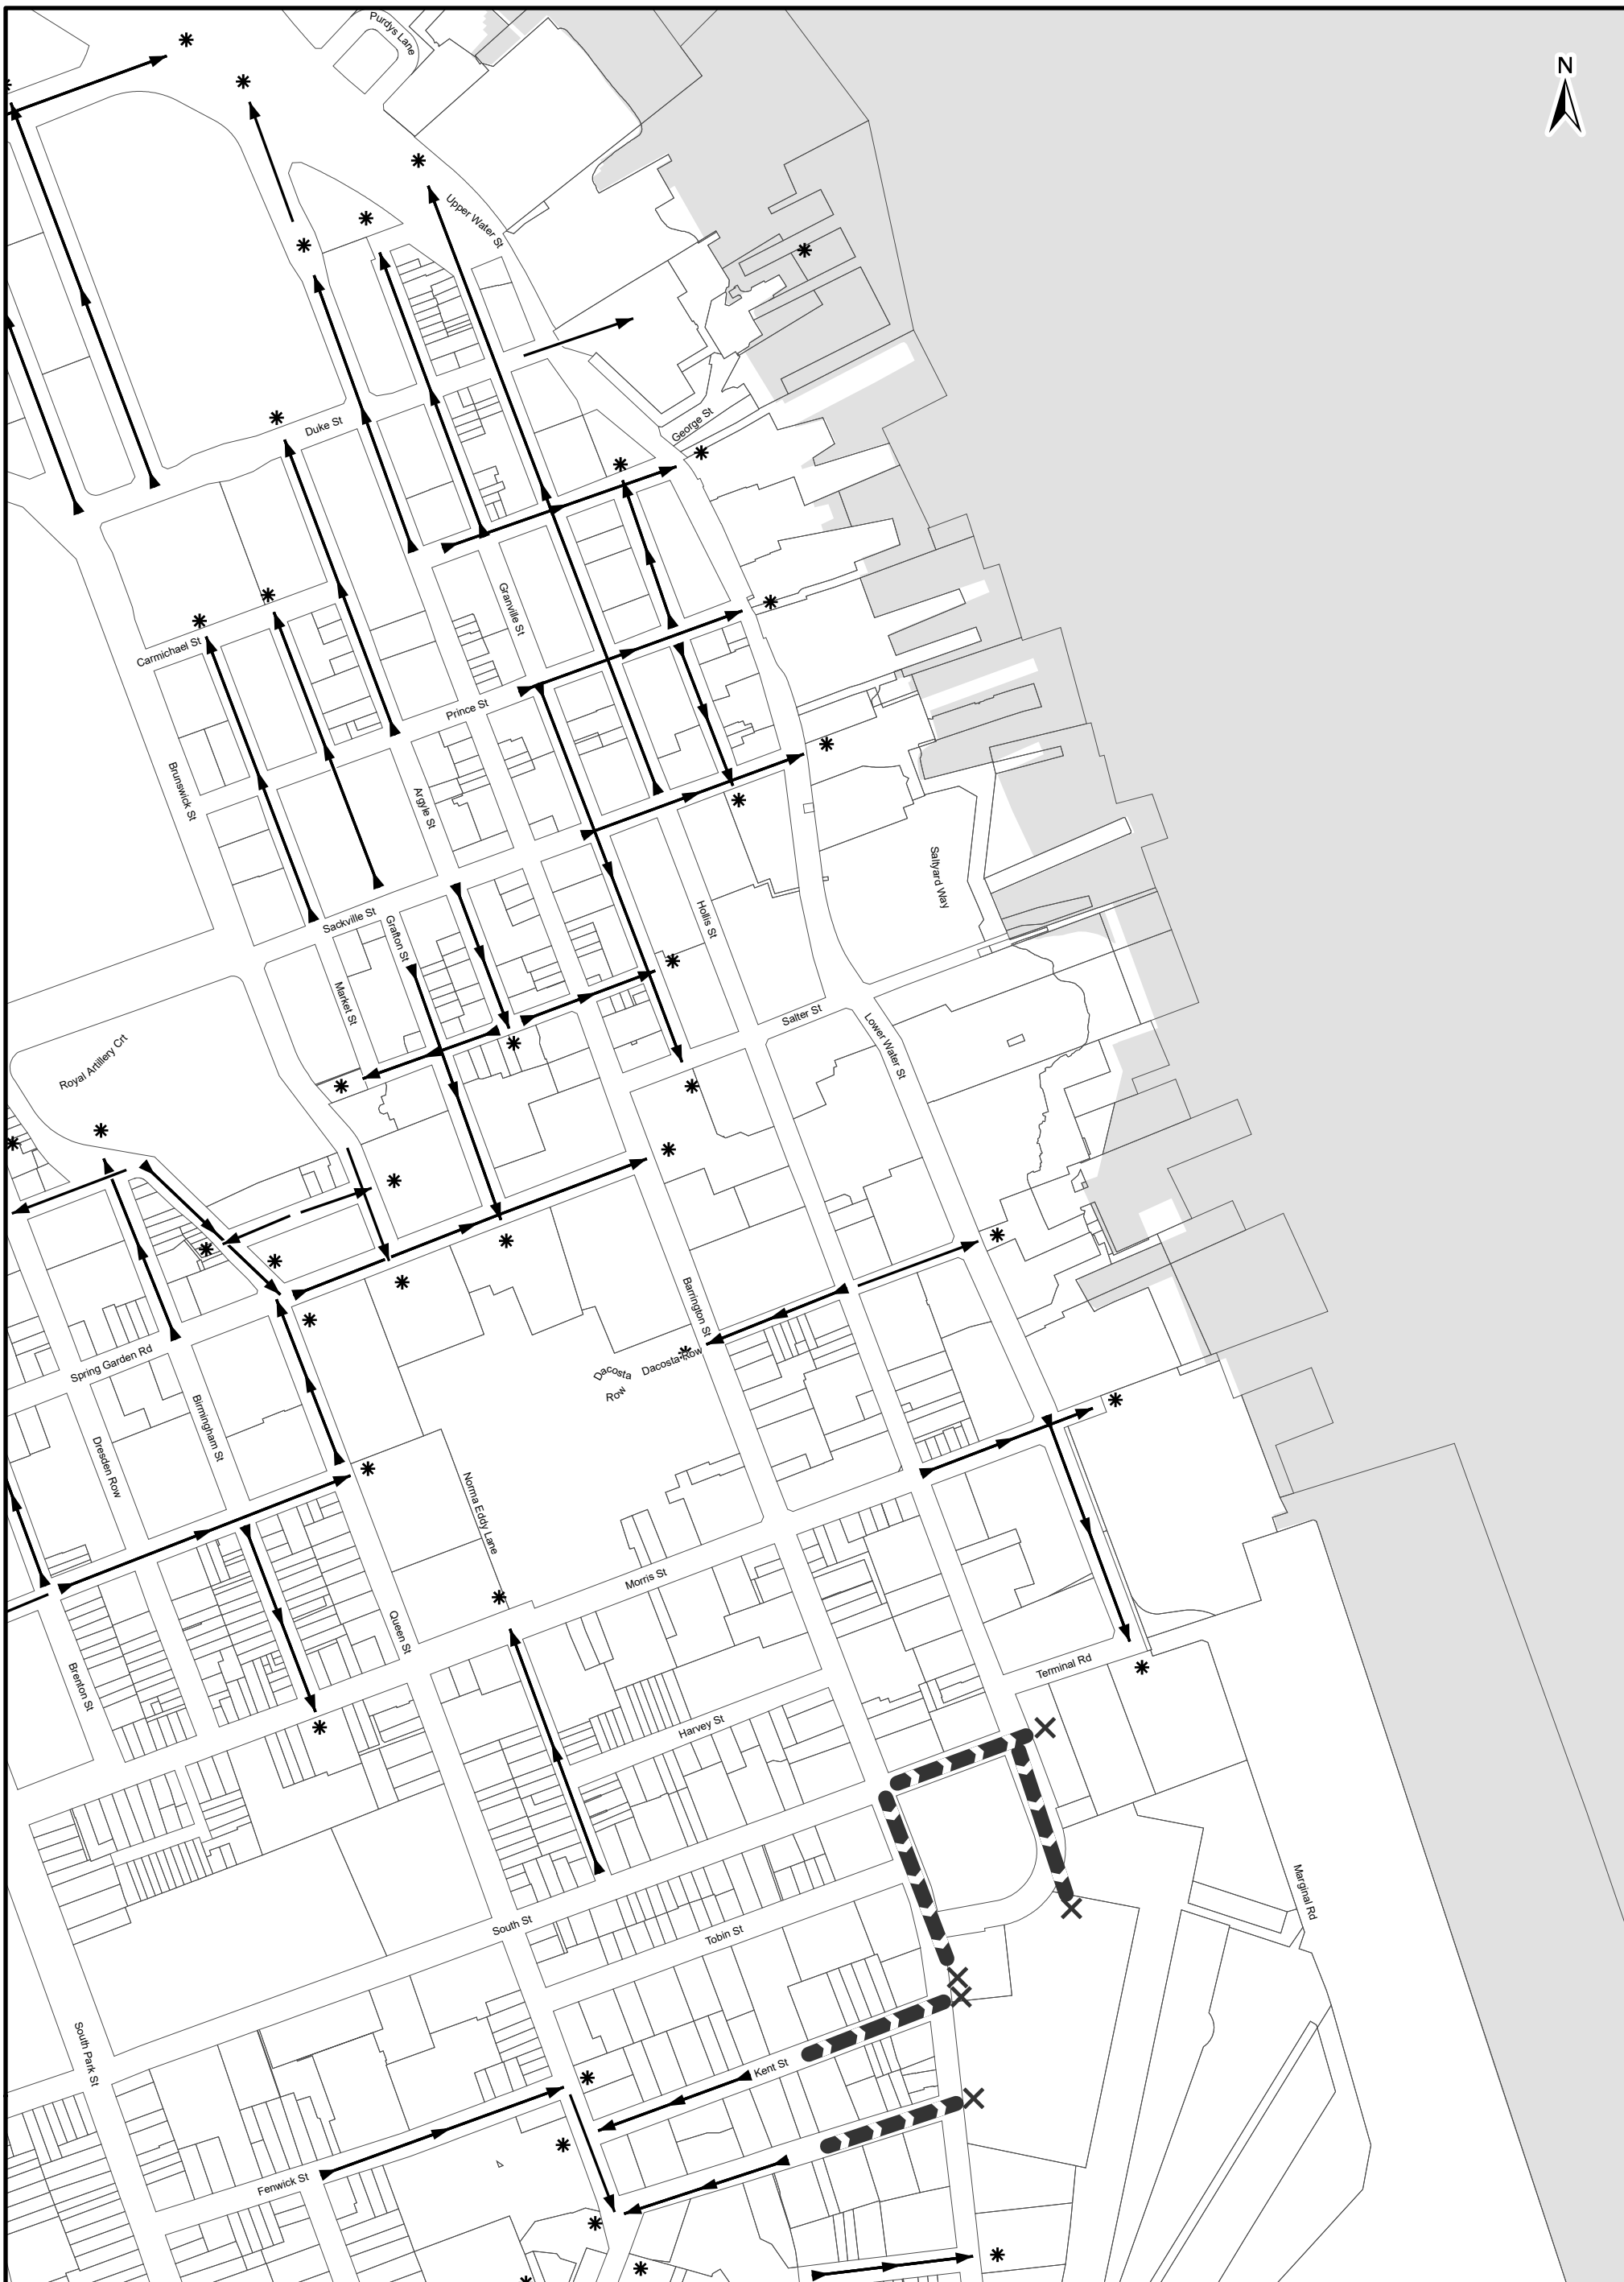 Purdys Lane
N
Upper Water St
George St
Duke St
Granville St
Carmichael St
Prince St
Brunswick St
Argyle St
Saltyard Way
Hollis St
Sackville St
Grafton St
Market St
Salter St
Lower Water St
Royal Artillery Crt
Barrington St
Spring Garden Rd
Dacosta Row
Dacosta
Row
Birmingham St
Dresden Row
Norma Eddy Lane
Morris St
Queen St
Brenton St
Terminal Rd
Harvey St
Marginal Rd
South St
Tobin St
South Park St
Kent St
Fenwick St